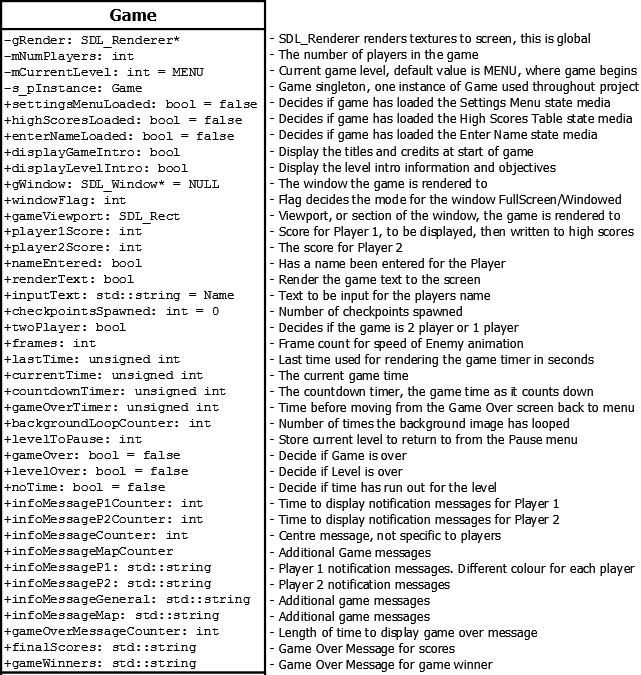 Game
-gRender: SDL_Renderer* - SDL_Renderer renders textures to screen, this is global
-mNumPlayers: int - The number of players in the game
-mCurrentLevel: int = MENU - Current game level, default value is MENU, where game begins
-s_pInstance: Game - Game singleton, one instance of Game used throughout project
+settingsMenuLoaded: bool = false - Decides if game has loaded the Settings Menu state media
+highScoresLoaded: bool = false - Decides if game has loaded the High Scores Table state media
+enterNameLoaded: bool = false - Decides if game has loaded the Enter Name state media
+displayGameIntro: bool - Display the titles and credits at start of game
+displayLevelIntro: bool - Display the level intro information and objectives
+gWindow: SDL_Window* = NULL - The window the game is rendered to
+windowFlag: int - Flag decides the mode for the window FullScreen/Windowed
+gameViewport: SDL_Rect - Viewport, or section of the window, the game is rendered to
+player1Score: int - Score for Player 1, to be displayed, then written to high scores
+player2Score: int - The score for Player 2
+nameEntered: bool - Has a name been entered for the Player
+renderText: bool - Render the game text to the screen
+inputText: std::string = Name - Text to be input for the players name
+checkpointsSpawned: int = 0 - Number of checkpoints spawned
+twoPlayer: bool - Decides if the game is 2 player or 1 player
+frames: int - Frame count for speed of Enemy animation
+lastTime: unsigned int - Last time used for rendering the game timer in seconds
+currentTime: unsigned int - The current game time
+countdownTimer: unsigned int - The countdown timer, the game time as it counts down
+gameOverTimer: unsigned int - Time before moving from the Game Over screen back to menu
+backgroundLoopCounter: int - Number of times the background image has looped
+levelToPause: int - Store current level to return to from the Pause menu
+gameOver: bool = false - Decide if Game is over
+levelOver: bool = false - Decide if Level is over
+noTime: bool = false - Decide if time has run out for the level
+infoMessageP1Counter: int - Time to display notification messages for Player 1
+infoMessageP2Counter: int - Time to display notification messages for Player 2
+infoMessageCounter: int - Centre message, not specific to players
+infoMessageMapCounter - Additional Game messages
+infoMessageP1: std::string - Player 1 notification messages. Different colour for each player
+infoMessageP2: std::string - Player 2 notification messages
+infoMessageGeneral: std::string - Additional game messages
+infoMessageMap: std::string - Additional game messages
+gameOverMessageCounter: int - Length of time to display game over message
+finalScores: std::string - Game Over Message for scores
+gameWinners: std::string - Game Over Message for game winner